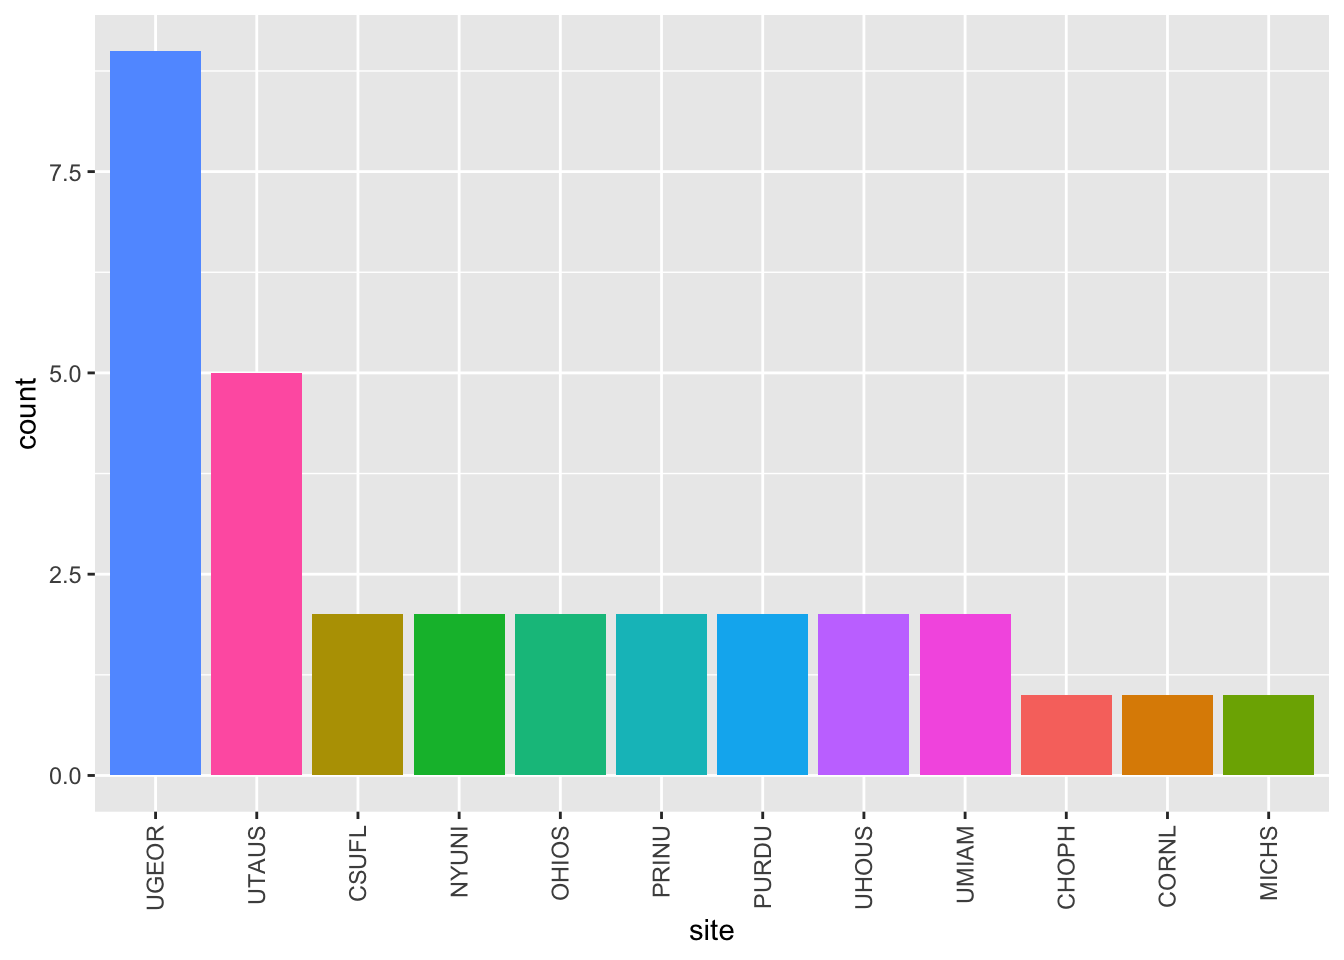 count
7.5
5.0
2.5
0.0
UGEOR
UTAUS
CSUFL
NYUNI
OHIOS
PRINU
PURDU
UHOUS
UMIAM
CHOPH
CORNL
MICHS
site